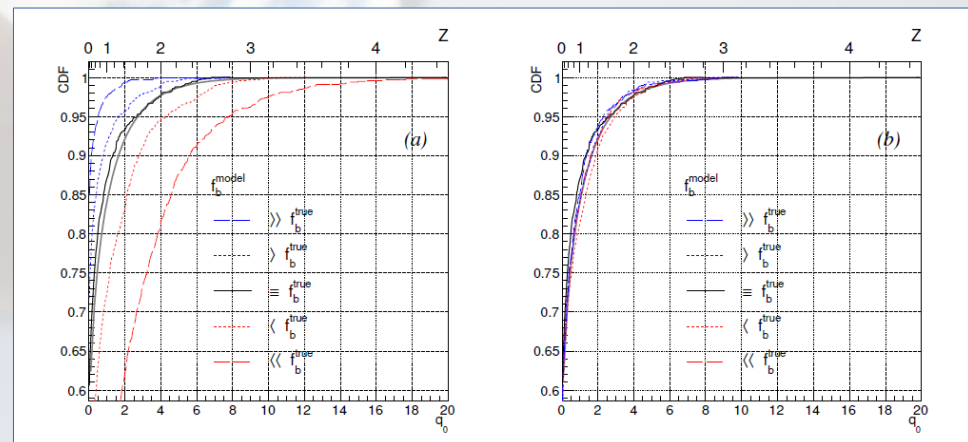 0 1 2 3 4 Z
CDF
1
0.95
0.9
0.85
0.8
0.75
0.7
0.65
0.6
(a)
f_b^model
⟩⟩ f_b^true
⟩ f_b^true
≡ f_b^true
⟨ f_b^true
⟨⟨ f_b^true
0 2 4 6 8 10 12 14 16 18 20
q_0
0 1 2 3 4 Z
CDF
1
0.95
0.9
0.85
0.8
0.75
0.7
0.65
0.6
(b)
f_b^model
⟩⟩ f_b^true
⟩ f_b^true
≡ f_b^true
⟨ f_b^true
⟨⟨ f_b^true
0 2 4 6 8 10 12 14 16 18 20
q_0